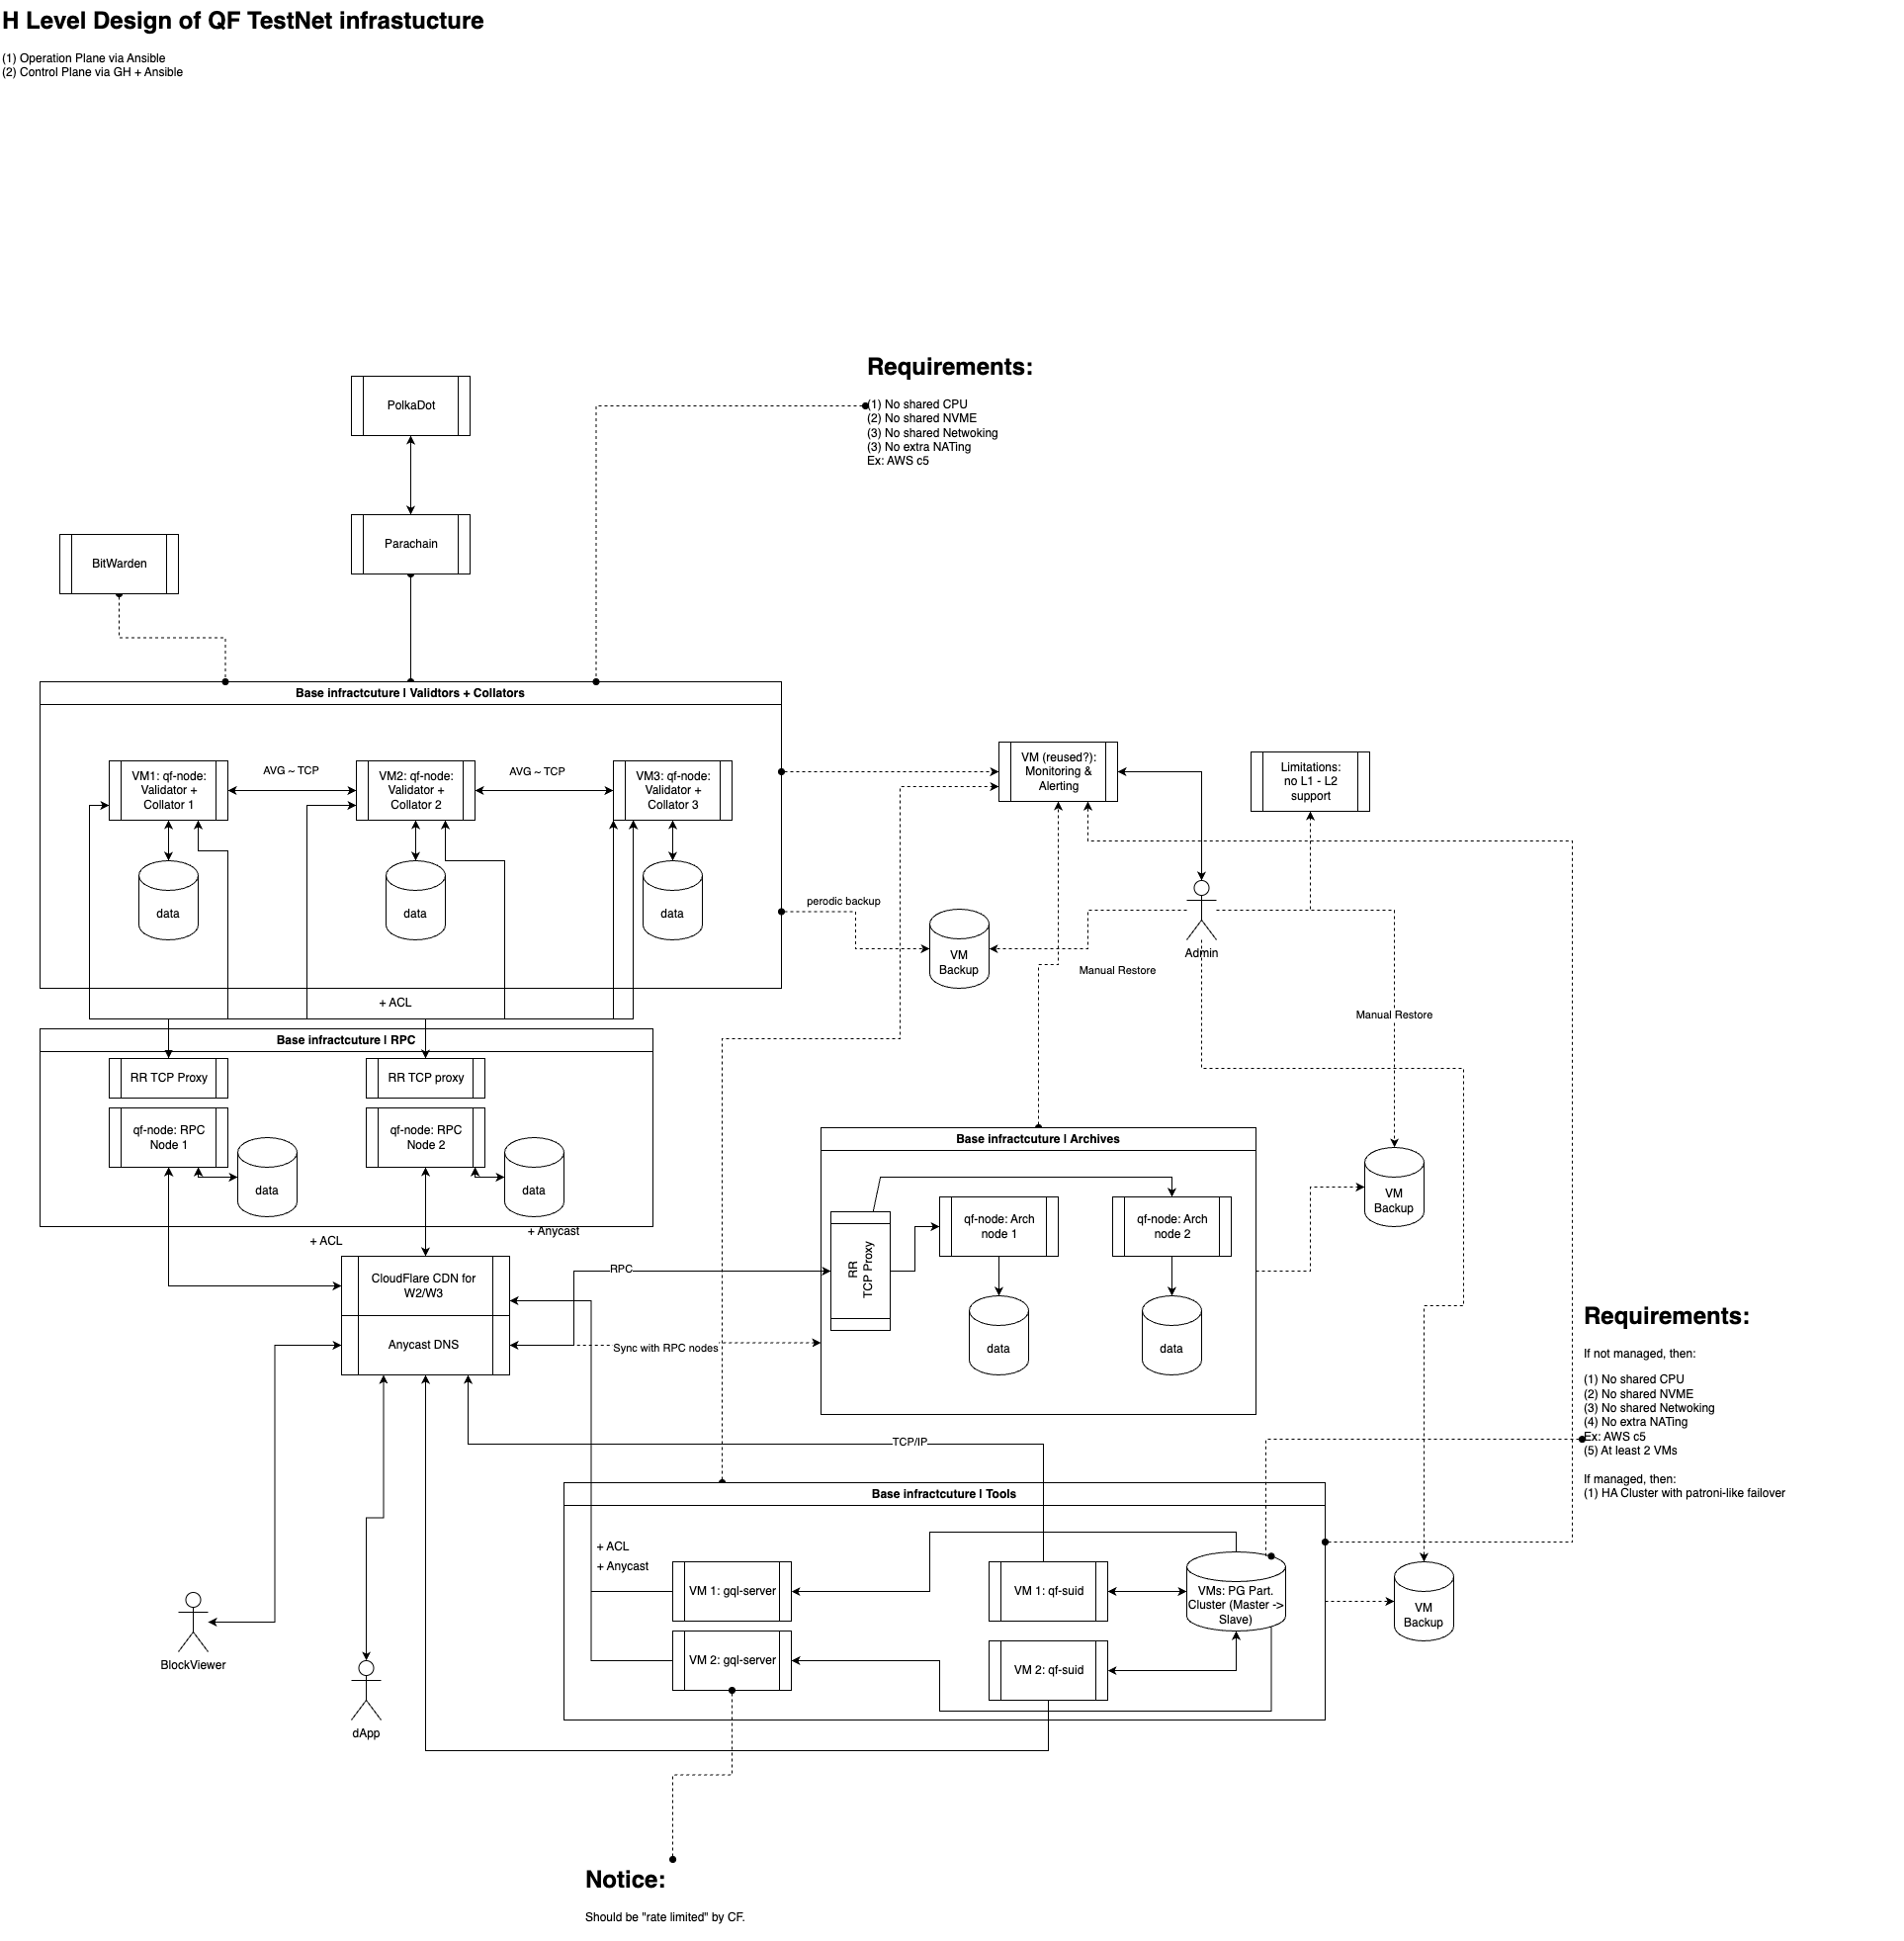 H Level Design of QF TestNet infrastucture
(1) Operation Plane via Ansible
(2) Control Plane via GH + Ansible
Requirements:
(1) No shared CPU
(2) No shared NVME
(3) No shared Netwoking
(3) No extra NATing
Ex: AWS c5
PolkaDot
Parachain
BitWarden
Base infractcuture | Validtors + Collators
VM1: qf-node:
Validator +
Collator 1
AVG ~ TCP
VM2: qf-node:
Validator +
Collator 2
AVG ~ TCP
VM3: qf-node:
Validator +
Collator 3
data
data
data
VM (reused?):
Monitoring &
Alerting
Limitations:
no L1 - L2
support
perodic backup
VM
Backup
Admin
Manual Restore
Manual Restore
+ ACL
Base infractcuture | RPC
RR TCP Proxy
RR TCP proxy
qf-node: RPC
Node 1
data
qf-node: RPC
Node 2
data
+ Anycast
+ ACL
CloudFlare CDN for
W2/W3
Anycast DNS
RPC
Sync with RPC nodes
Base infractcuture | Archives
RR
TCP Proxy
qf-node: Arch
node 1
qf-node: Arch
node 2
data
data
VM
Backup
Requirements:
If not managed, then:
(1) No shared CPU
(2) No shared NVME
(3) No shared Netwoking
(4) No extra NATing
Ex: AWS c5
(5) At least 2 VMs
If managed, then:
(1) HA Cluster with patroni-like failover
TCP/IP
Base infractcuture | Tools
+ ACL
+ Anycast
VM 1: gql-server
VM 2: gql-server
VM 1: qf-suid
VM 2: qf-suid
VMs: PG Part.
Cluster (Master ->
Slave)
VM
Backup
BlockViewer
dApp
Notice:
Should be "rate limited" by CF.